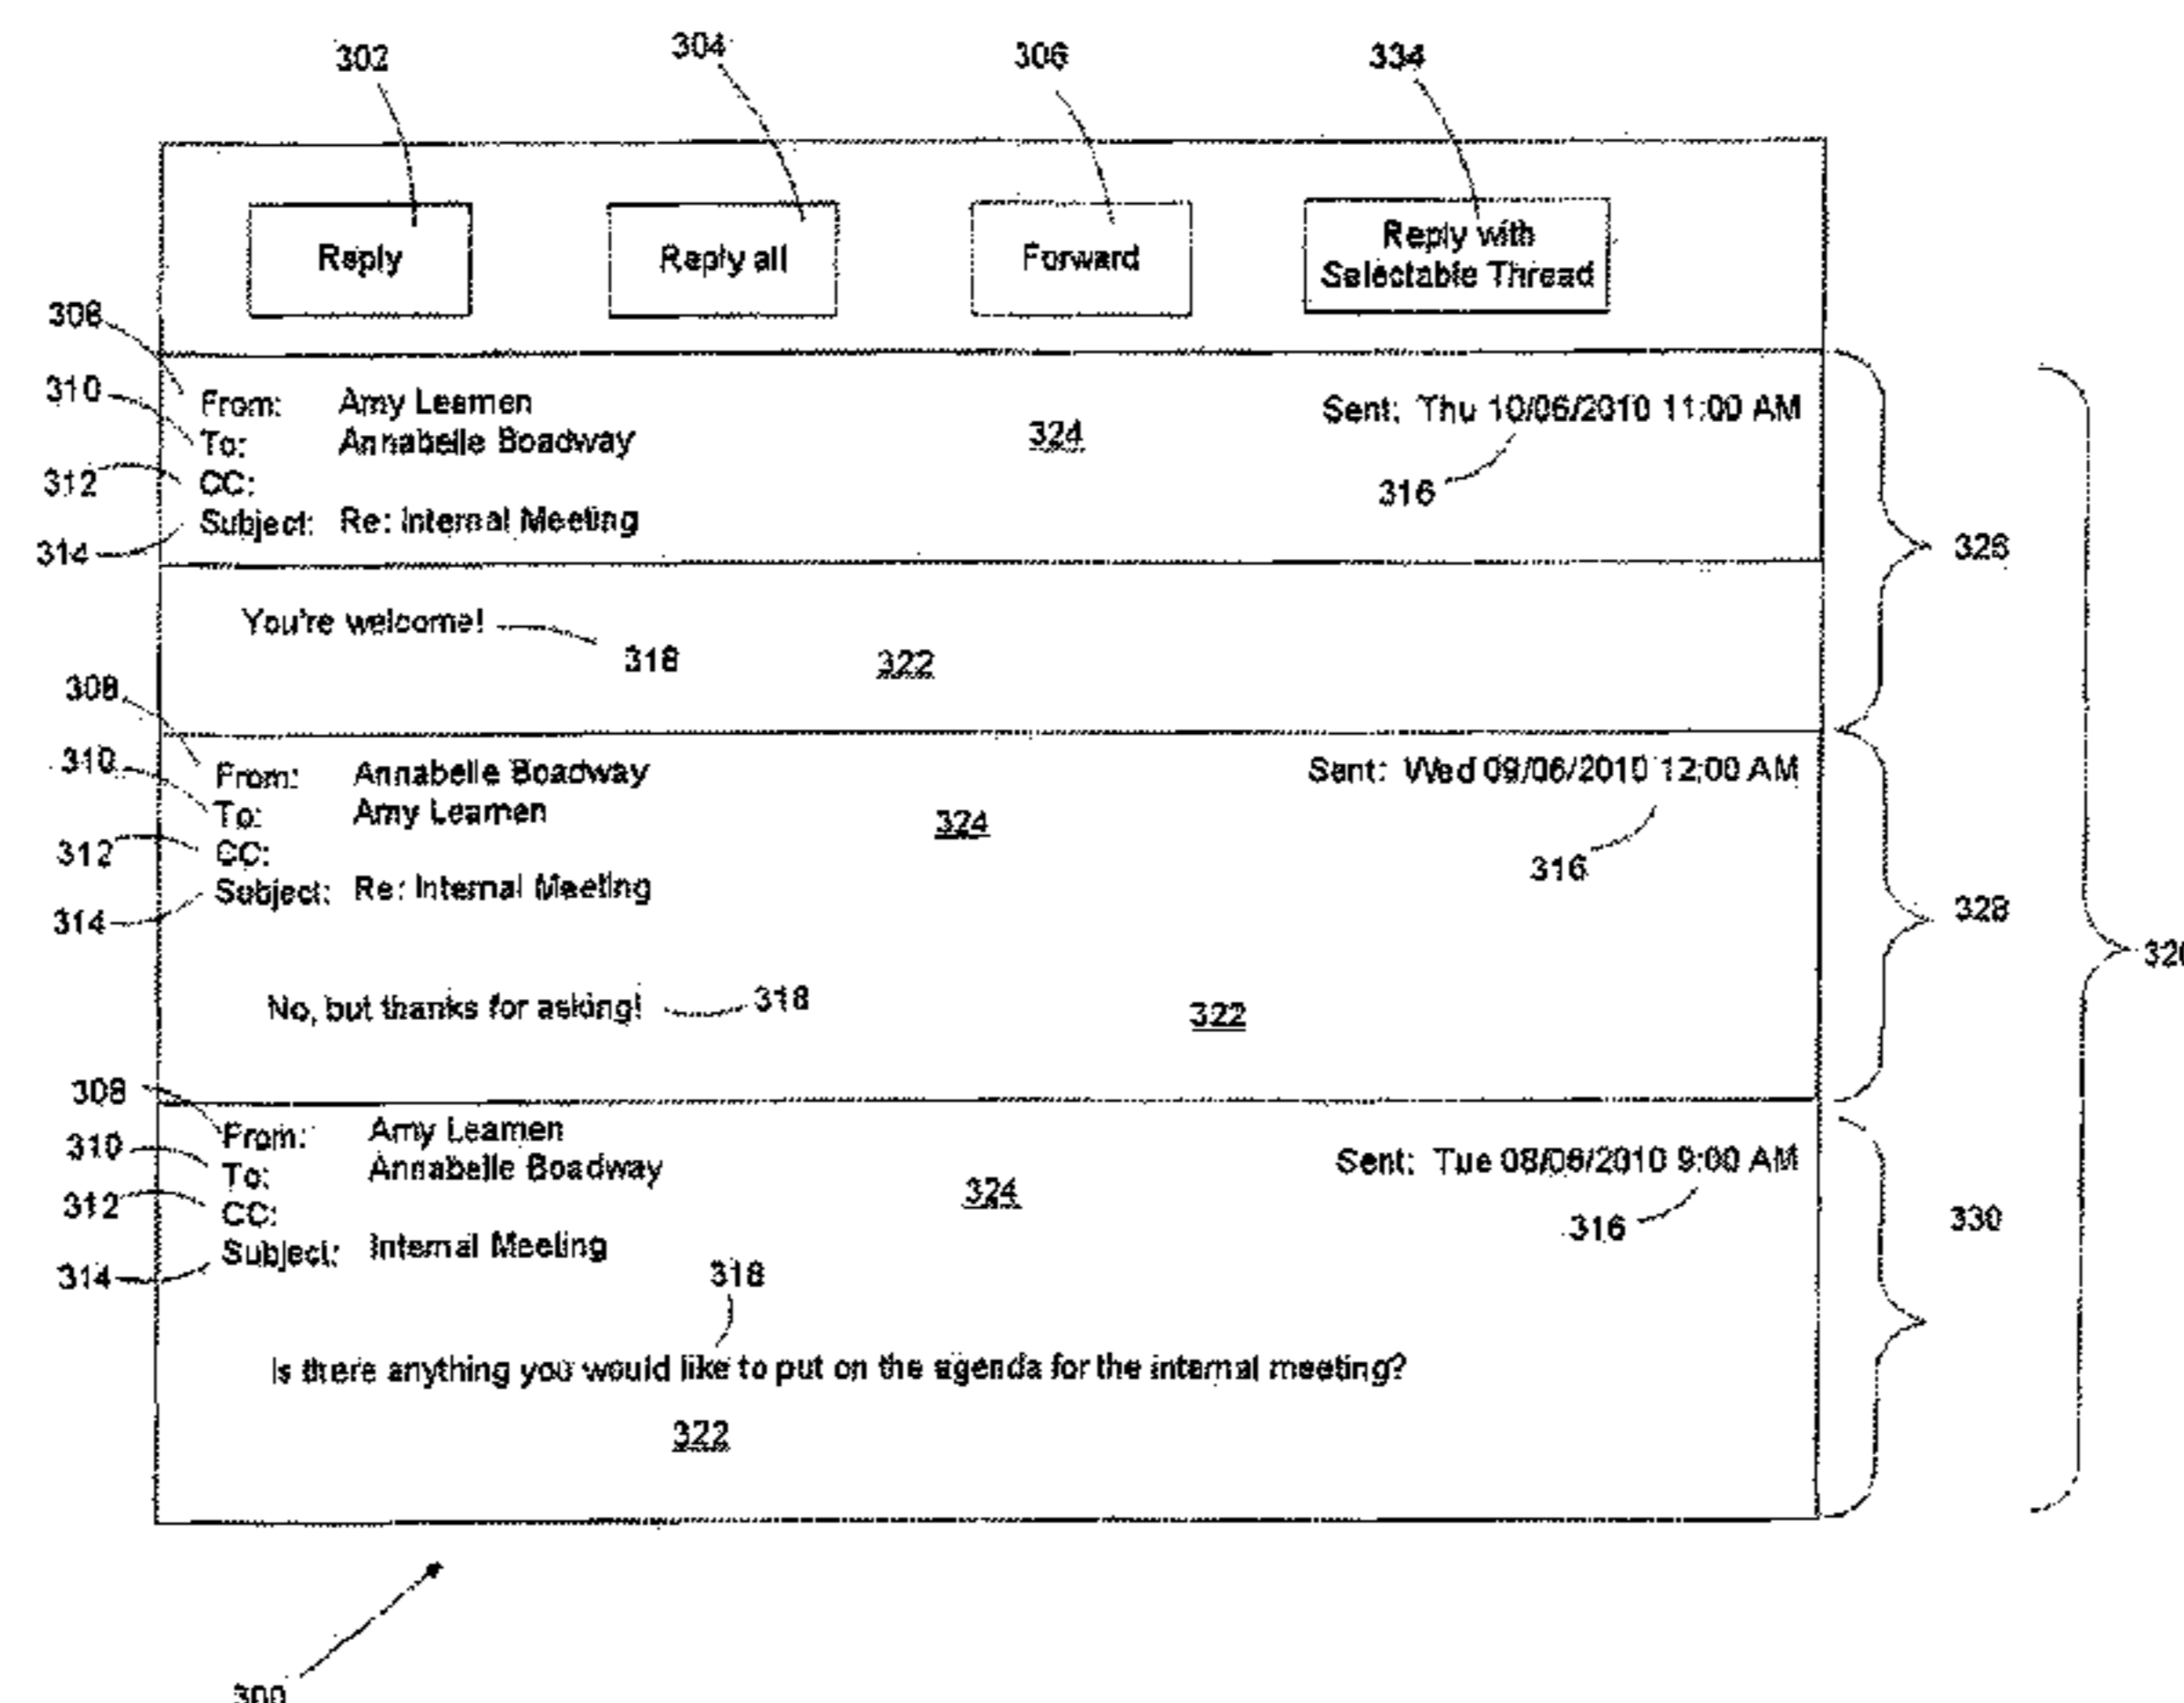 302 304 306 334
Reply Reply all Forward Reply with
Selectable Thread
308
310 From: Amy Leamen 324 Sent: Thu 10/06/2010 11:00 AM
To: Annabelle Boadway
312 CC: 316
314 Subject: Re: Internal Meeting 326
You're welcome! 318 322
308
310 From: Annabelle Boadway Sent: Wed 09/06/2010 12:00 AM
To: Amy Leamen 324
312 CC: 316
314 Subject: Re: Internal Meeting 328
No, but thanks for asking! 318 322
308
From: Amy Leamen
310 To: Annabelle Boadway 324 Sent: Tue 08/06/2010 9:00 AM
312 CC: 316 330
314 Subject: Internal Meeting
318
Is there anything you would like to put on the agenda for the internal meeting?
322
300